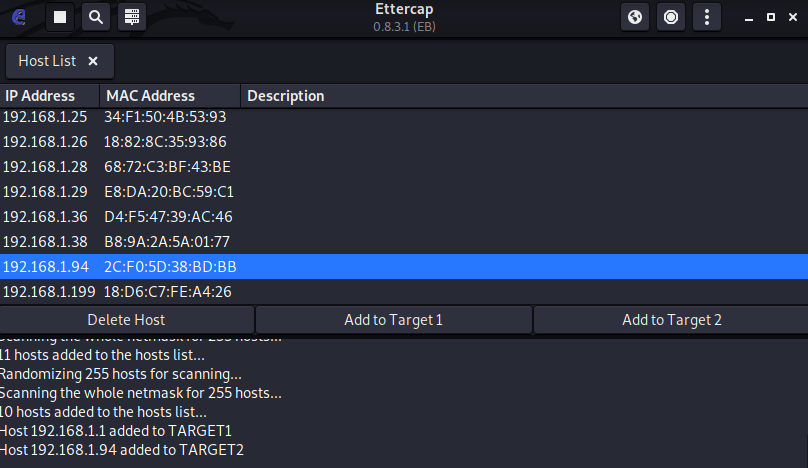 Ettercap
0.8.3.1 (EB)
Host List ×
IP Address MAC Address Description
192.168.1.25 34:F1:50:4B:53:93
192.168.1.26 18:82:8C:35:93:86
192.168.1.28 68:72:C3:BF:43:BE
192.168.1.29 E8:DA:20:BC:59:C1
192.168.1.36 D4:F5:47:39:AC:46
192.168.1.38 B8:9A:2A:5A:01:77
192.168.1.94 2C:F0:5D:38:BD:BB
192.168.1.199 18:D6:C7:FE:A4:26
Delete Host Add to Target 1 Add to Target 2
Scanning the whole netmask for 255 hosts...
11 hosts added to the hosts list...
Randomizing 255 hosts for scanning...
Scanning the whole netmask for 255 hosts...
10 hosts added to the hosts list...
Host 192.168.1.1 added to TARGET1
Host 192.168.1.94 added to TARGET2